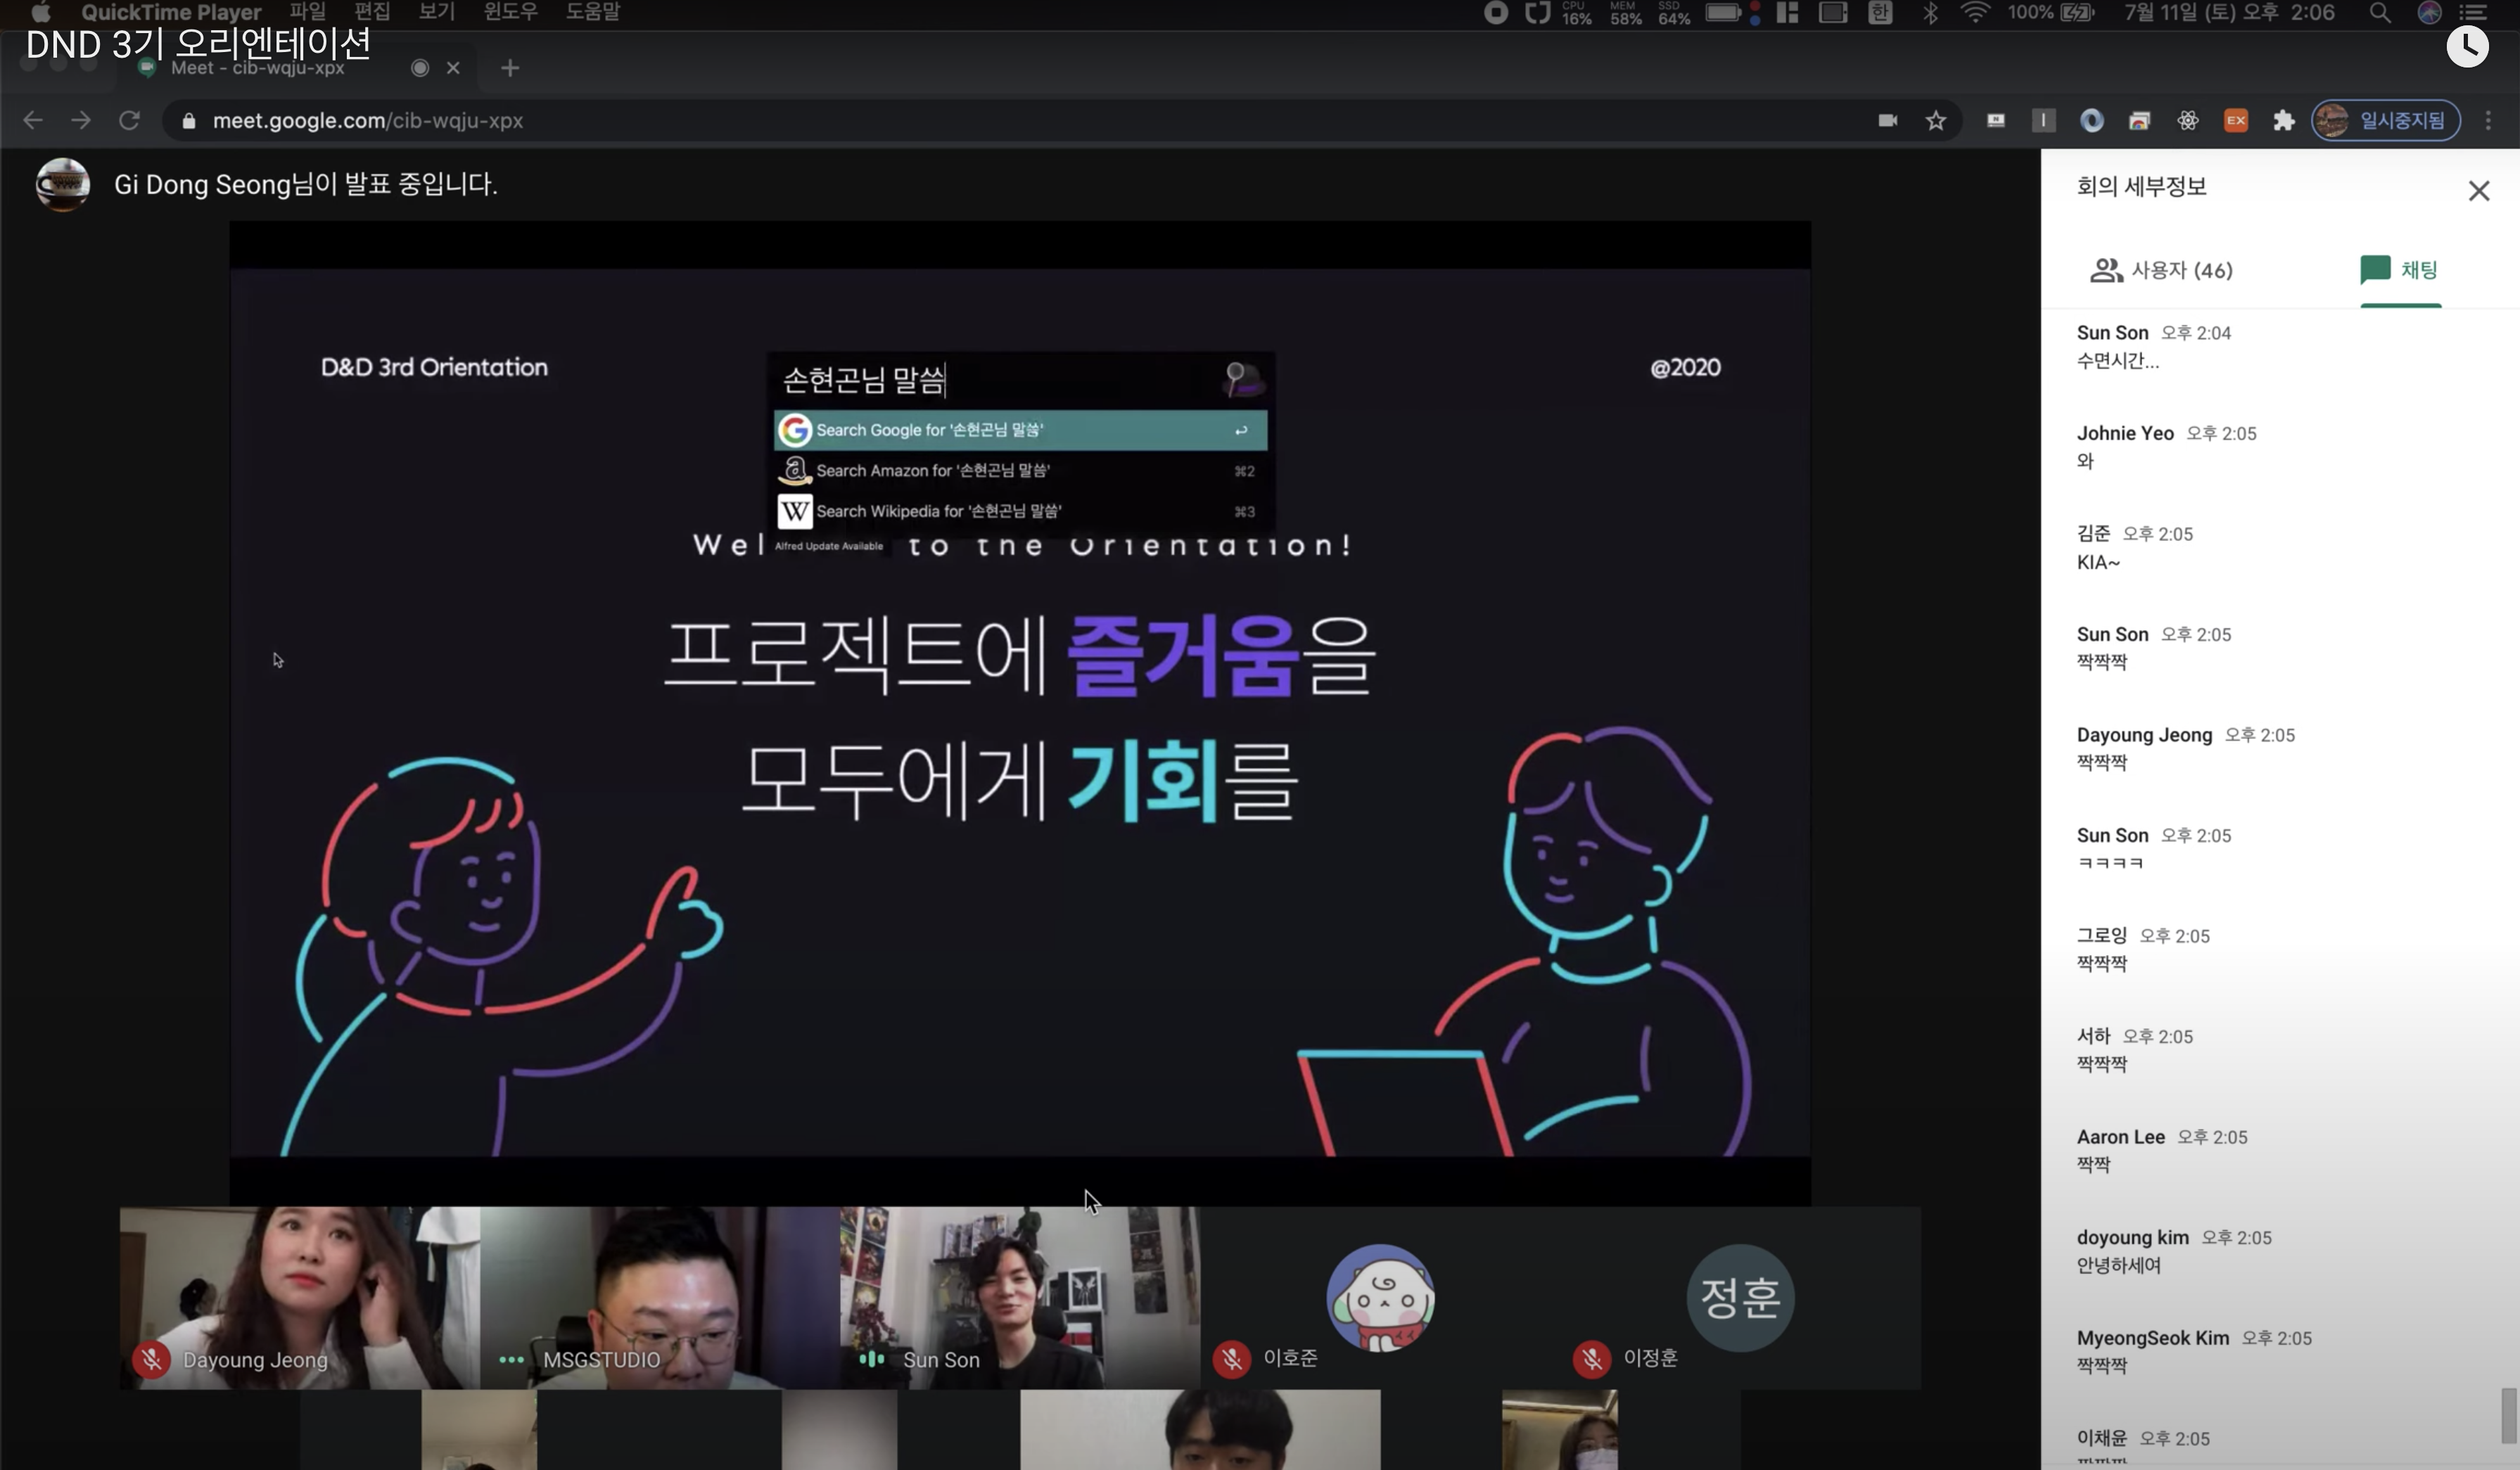 QuickTime Player 파일 편집 보기 윈도우 도움말
CPU 16% MEM 58% SSD 64% 한 100% 7월 11일 (토) 오후 2:06
DND 3기 오리엔테이션
Meet - cib-wqju-xpx
meet.google.com/cib-wqju-xpx
EX
일시중지됨
Gi Dong Seong님이 발표 중입니다.
D&D 3rd Orientation
@2020
손현곤님 말씀
Search Google for '손현곤님 말씀'
Search Amazon for '손현곤님 말씀' ⌘2
Search Wikipedia for '손현곤님 말씀' ⌘3
Alfred Update Available
Wel to the Orientation!
프로젝트에 즐거움을
모두에게 기회를
Dayoung Jeong
MSGSTUDIO
Sun Son
이호준
정훈
이정훈
회의 세부정보
사용자 (46)
채팅
Sun Son 오후 2:04
수면시간...
Johnie Yeo 오후 2:05
와
김준 오후 2:05
KIA~
Sun Son 오후 2:05
짝짝짝
Dayoung Jeong 오후 2:05
짝짝짝
Sun Son 오후 2:05
ㅋㅋㅋㅋ
그로잉 오후 2:05
짝짝짝
서하 오후 2:05
짝짝짝
Aaron Lee 오후 2:05
짝짝
doyoung kim 오후 2:05
안녕하세여
MyeongSeok Kim 오후 2:05
짝짝짝
이채윤 오후 2:05